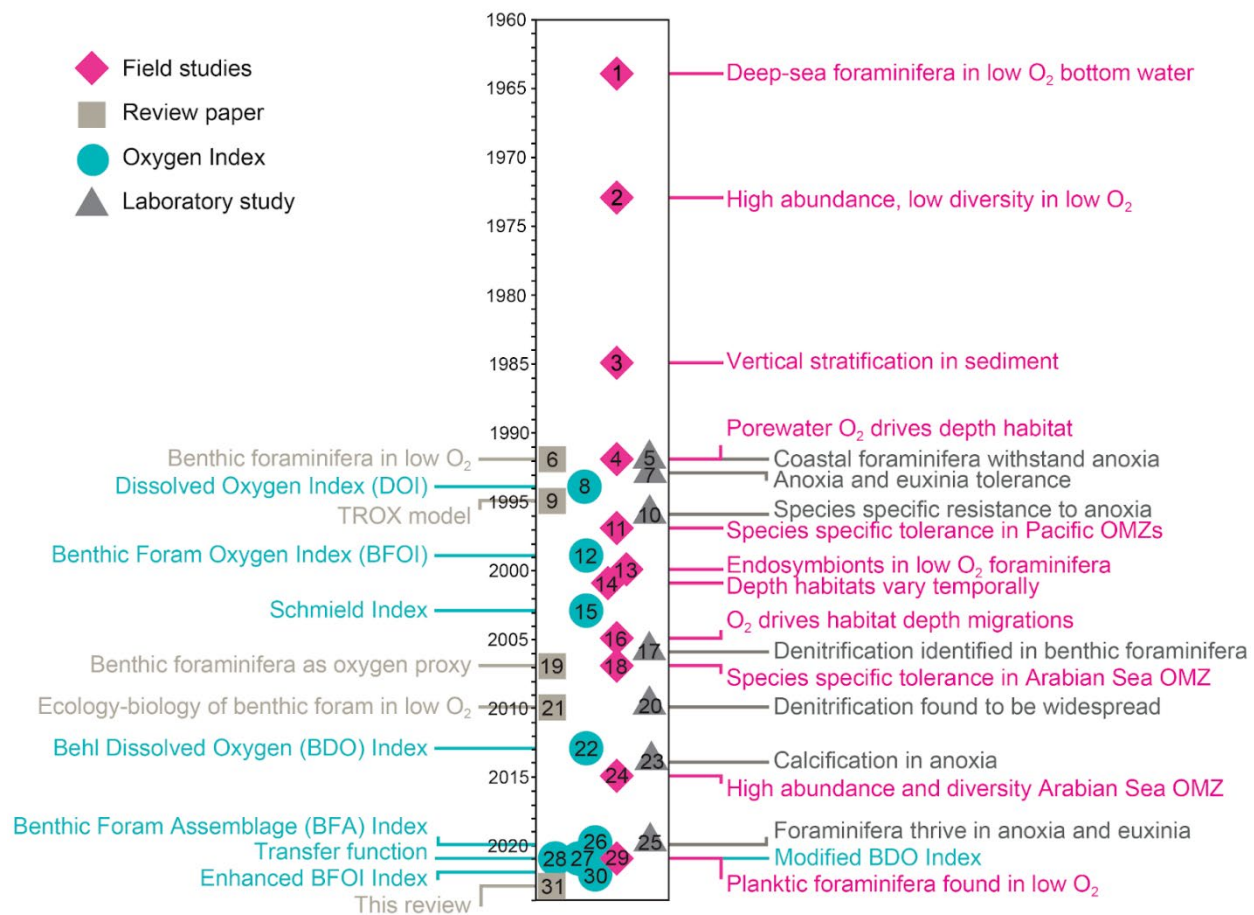 Field studies
Review paper
Oxygen Index
Laboratory study
1960
1965
1970
1975
1980
1985
1990
1995
2000
2005
2010
2015
2020
1
2
3
4
5
6
7
8
9
10
11
12
13
14
15
16
17
18
19
20
21
22
23
24
25
26
27
28
29
30
31
Benthic foraminifera in low O₂
Dissolved Oxygen Index (DOI)
TROX model
Benthic Foram Oxygen Index (BFOI)
Schmield Index
Benthic foraminifera as oxygen proxy
Ecology-biology of benthic foram in low O₂
Behl Dissolved Oxygen (BDO) Index
Benthic Foram Assemblage (BFA) Index
Transfer function
Enhanced BFOI Index
This review
Deep-sea foraminifera in low O₂ bottom water
High abundance, low diversity in low O₂
Vertical stratification in sediment
Porewater O₂ drives depth habitat
Coastal foraminifera withstand anoxia
Anoxia and euxinia tolerance
Species specific resistance to anoxia
Species specific tolerance in Pacific OMZs
Endosymbionts in low O₂ foraminifera
Depth habitats vary temporally
O₂ drives habitat depth migrations
Denitrification identified in benthic foraminifera
Species specific tolerance in Arabian Sea OMZ
Denitrification found to be widespread
Calcification in anoxia
High abundance and diversity Arabian Sea OMZ
Foraminifera thrive in anoxia and euxinia
Modified BDO Index
Planktic foraminifera found in low O₂